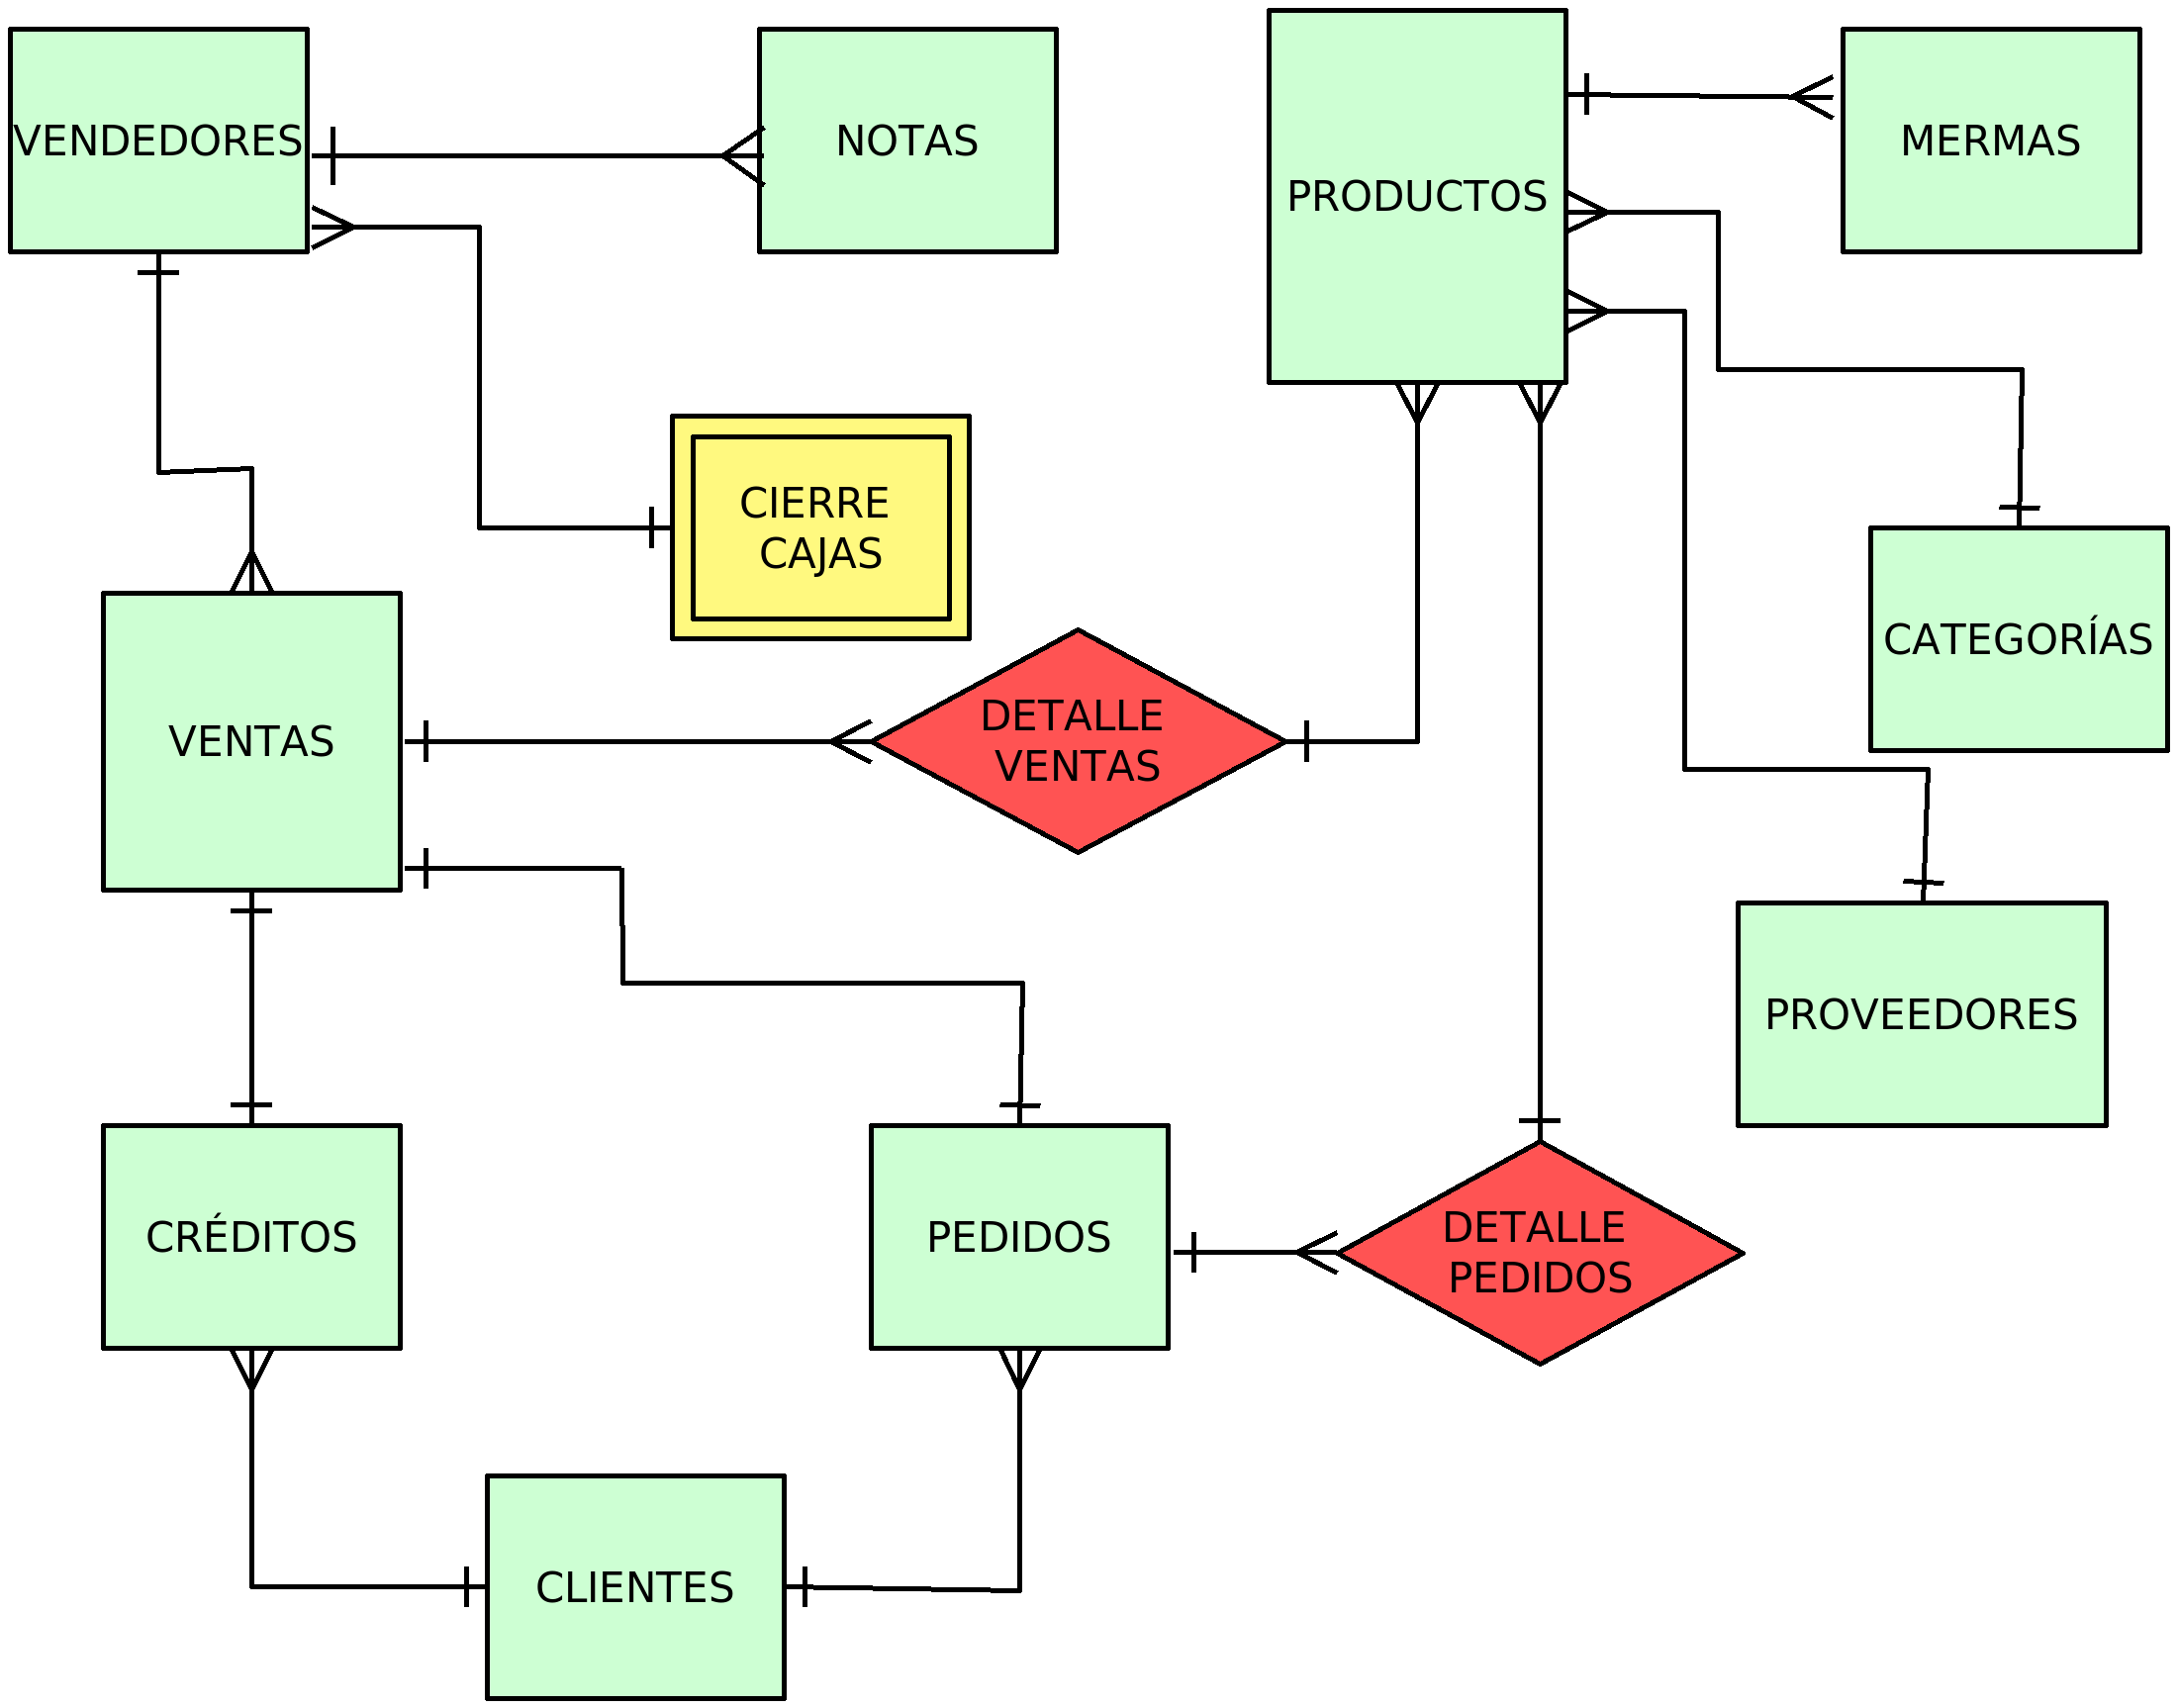 VENDEDORES
NOTAS
PRODUCTOS
MERMAS
CIERRE
CAJAS
CATEGORÍAS
VENTAS
DETALLE
VENTAS
PROVEEDORES
CRÉDITOS
PEDIDOS
DETALLE
PEDIDOS
CLIENTES